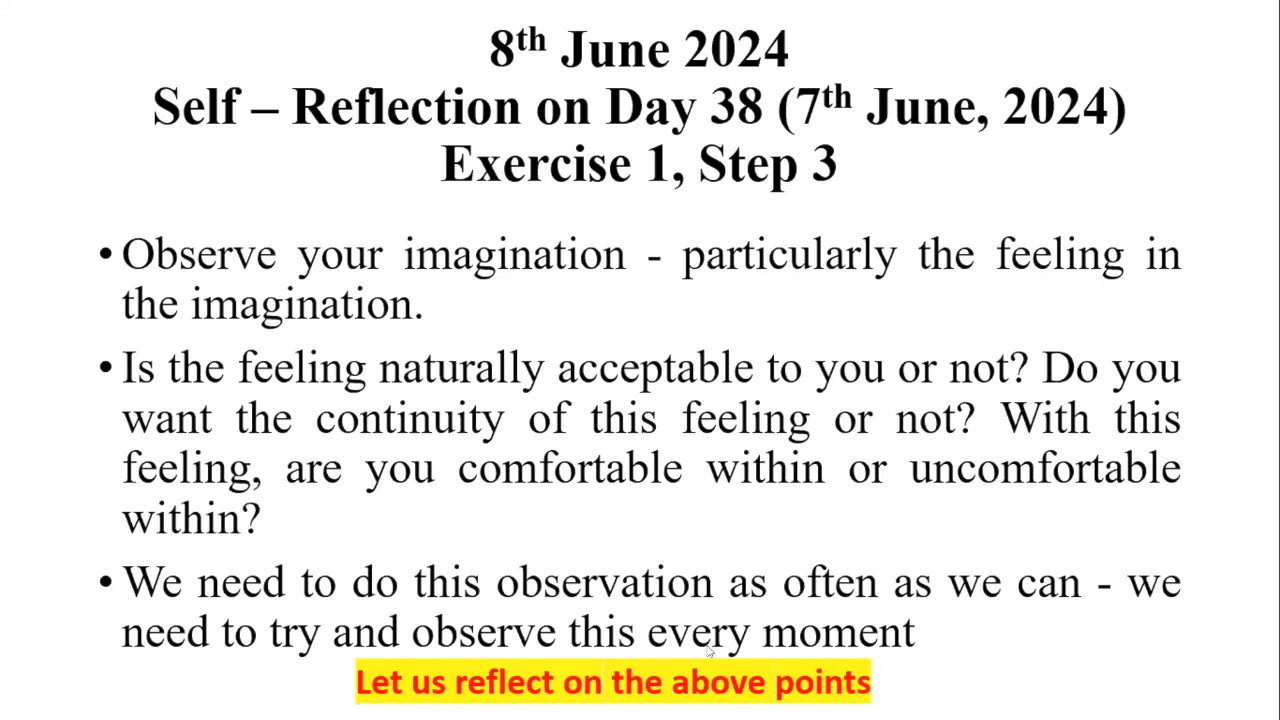 8th June 2024
Self – Reflection on Day 38 (7th June, 2024)
Exercise 1, Step 3
• Observe your imagination - particularly the feeling in
the imagination.
• Is the feeling naturally acceptable to you or not? Do you
want the continuity of this feeling or not? With this
feeling, are you comfortable within or uncomfortable
within?
• We need to do this observation as often as we can - we
need to try and observe this every moment
Let us reflect on the above points